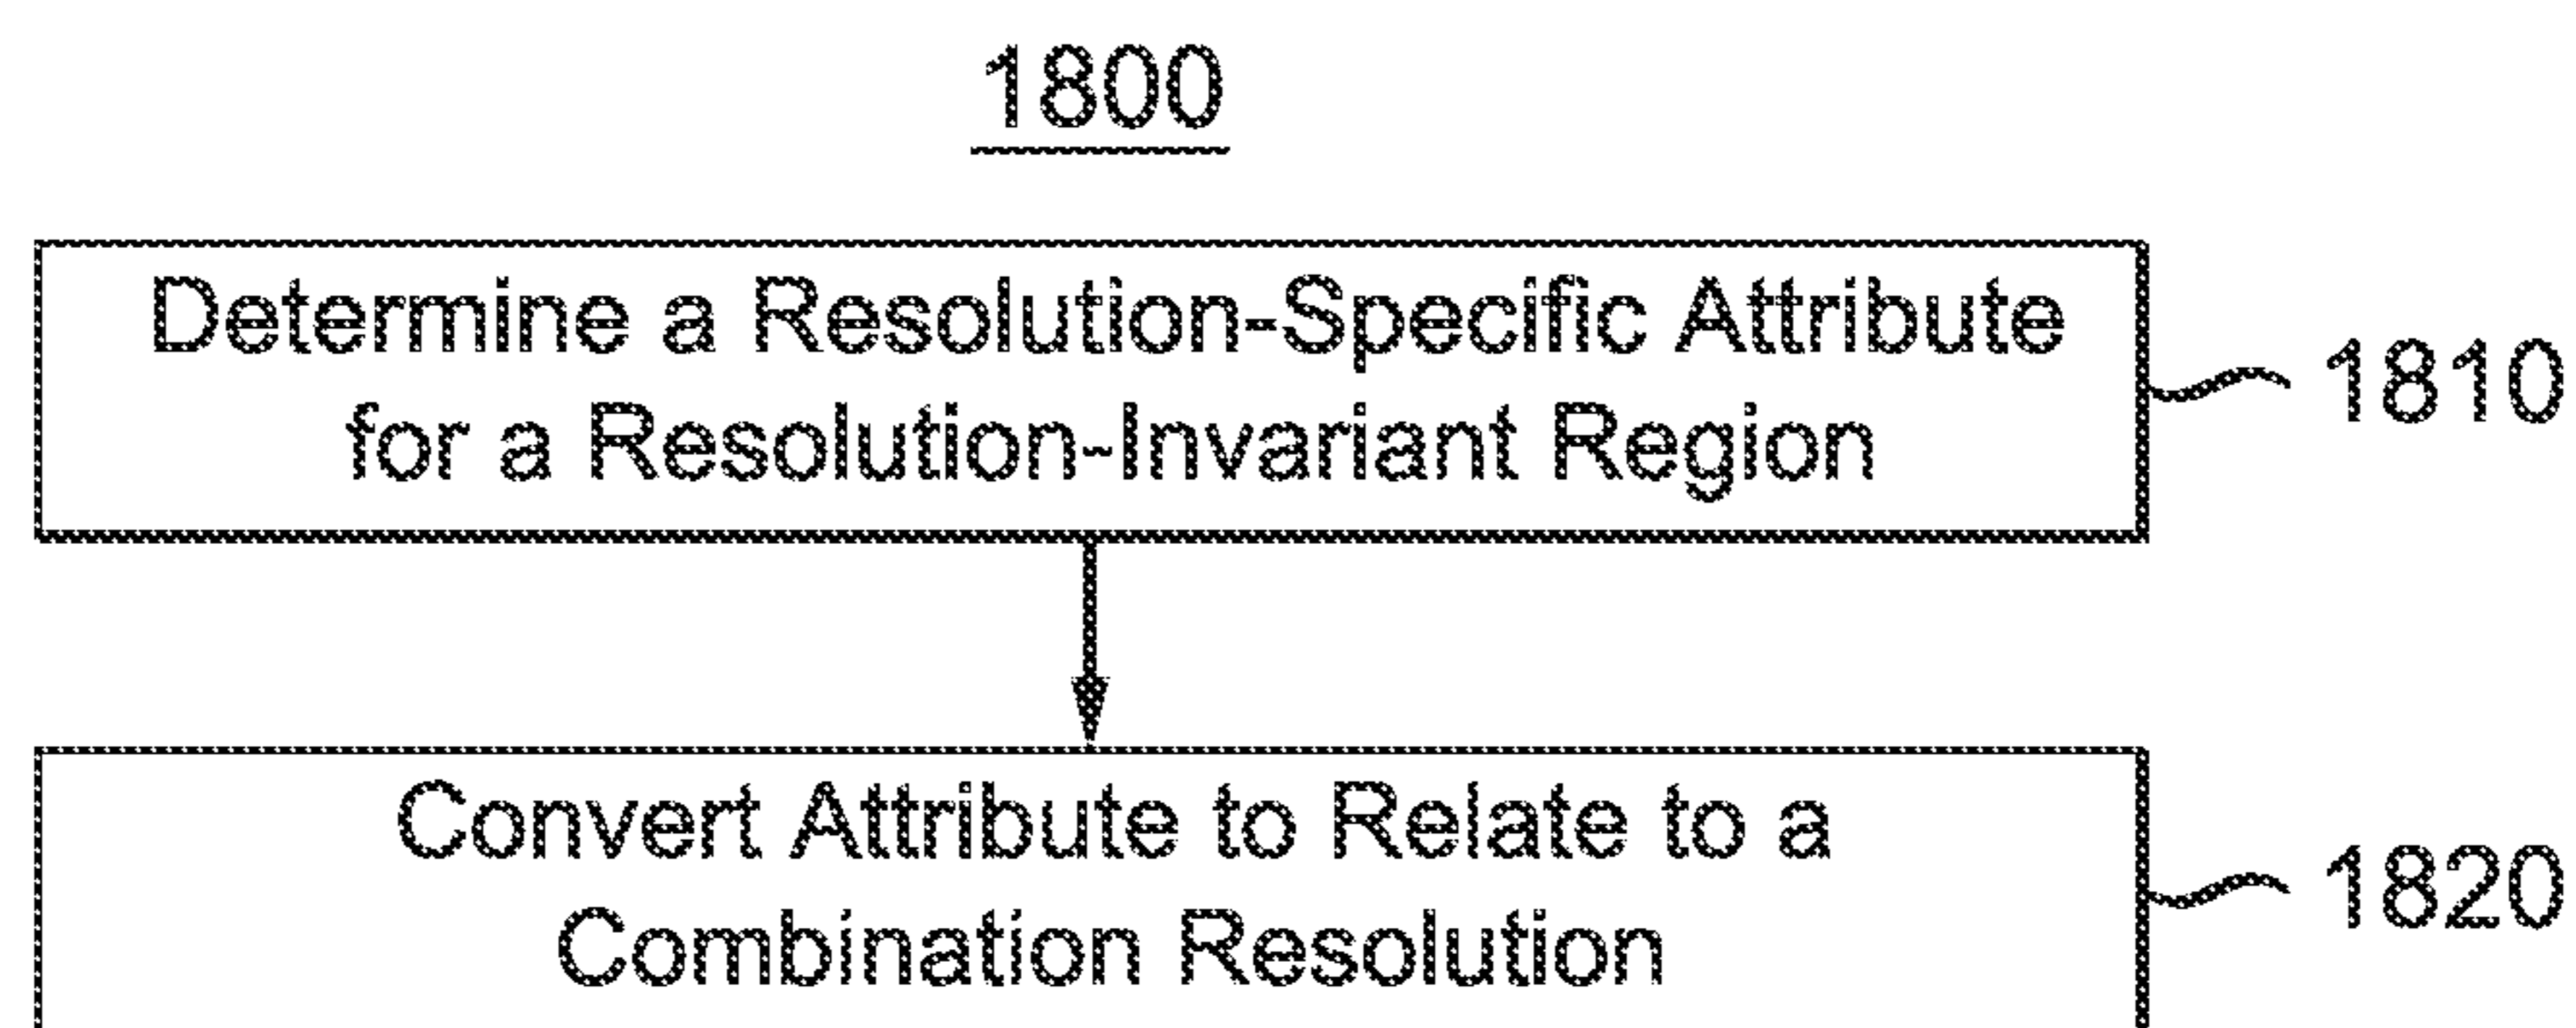 1800
Determine a Resolution-Specific Attribute
for a Resolution-Invariant Region
1810
Convert Attribute to Relate to a
Combination Resolution
1820